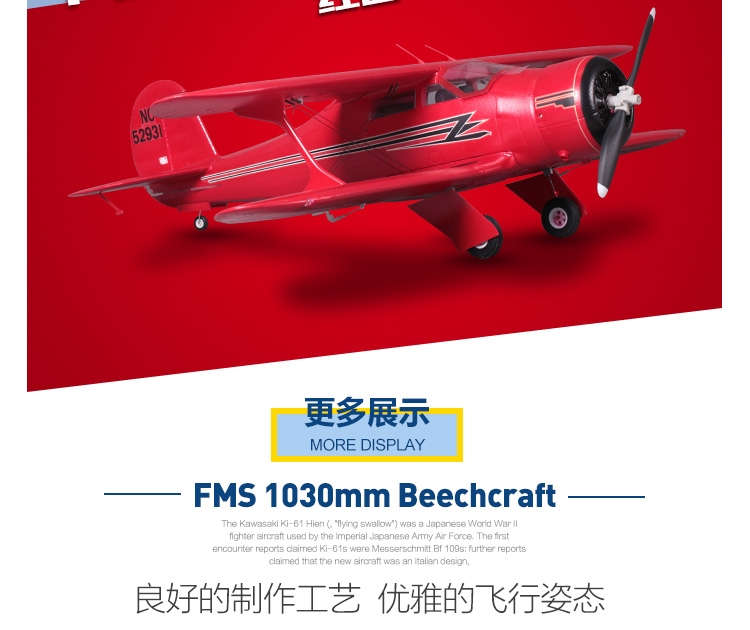 NC
52931
更多展示
MORE DISPLAY
FMS 1030mm Beechcraft
The Kawasaki Ki-61 Hien (, "flying swallow") was a Japanese World War II
fighter aircraft used by the Imperial Japanese Army Air Force. The first
encounter reports claimed Ki-61s were Messerschmitt Bf 109s: further reports
claimed that the new aircraft was an Italian design,
良好的制作工艺 优雅的飞行姿态